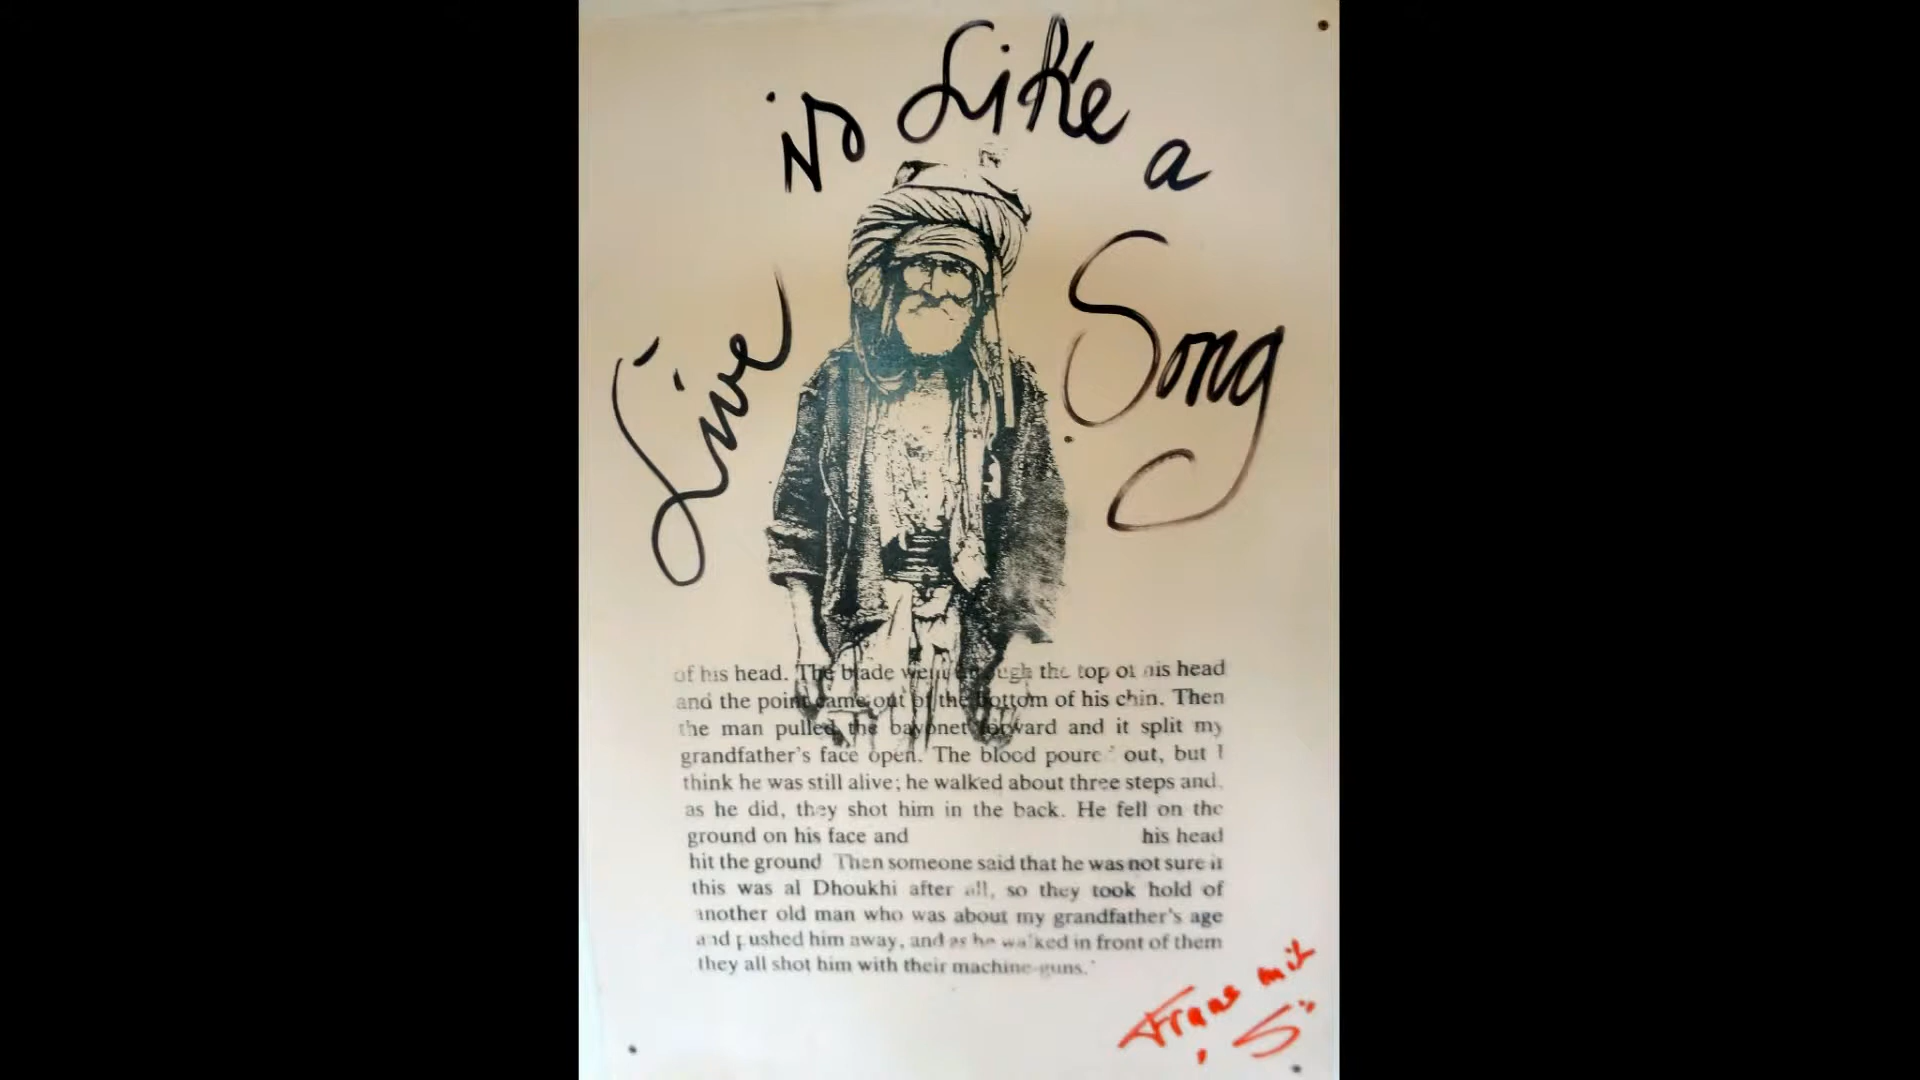 Live is Like a Song
of his head. The blade went through the top of his head
and the point came out of the bottom of his chin. Then
the man pulled the bayonet forward and it split my
grandfather's face open. The blood poured out, but I
think he was still alive; he walked about three steps and,
as he did, they shot him in the back. He fell on the
ground on his face and his head
hit the ground Then someone said that he was not sure if
this was al Dhoukhi after all, so they took hold of
another old man who was about my grandfather's age
and pushed him away, and as he walked in front of them
they all shot him with their machine-guns.'
mit
S